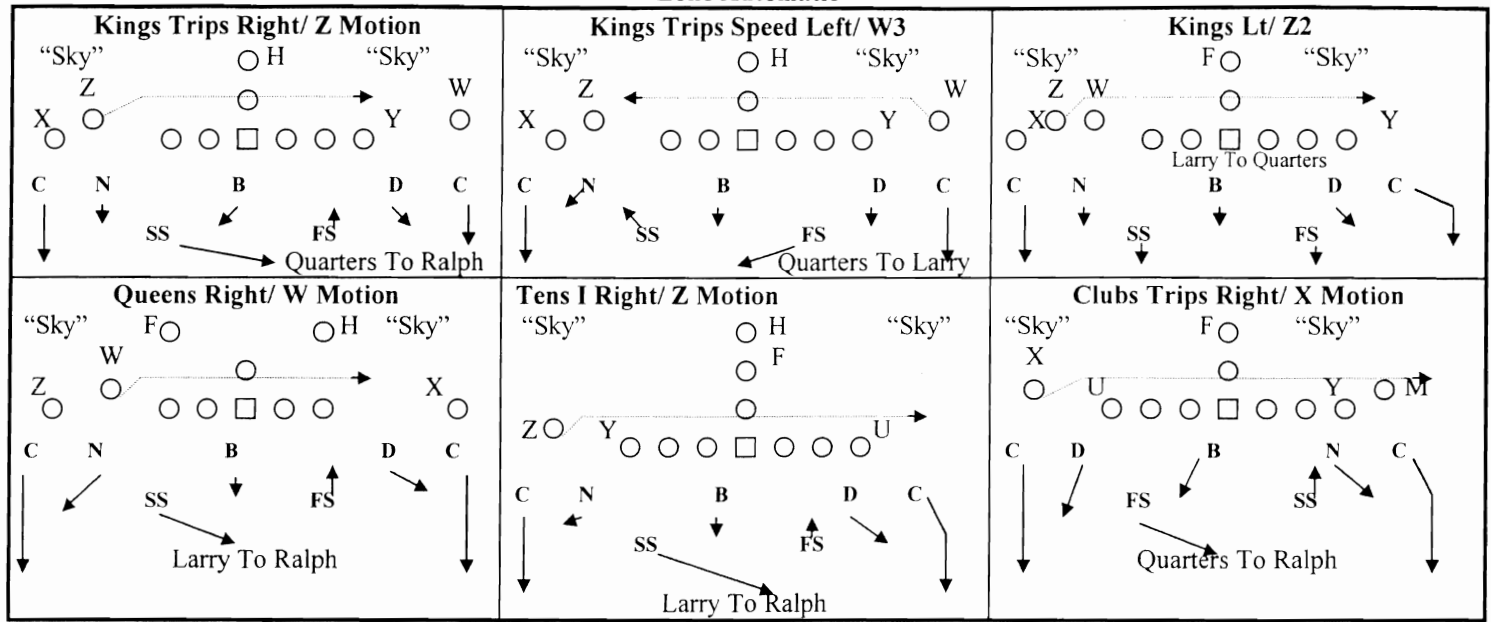 Kings Trips Right/ Z Motion
“Sky” H “Sky”
Z W
X Y
C N B D C
SS FS
Quarters To Ralph
Kings Trips Speed Left/ W3
“Sky” H “Sky”
Z W
X Y
C N B D C
SS FS
Quarters To Larry
Kings Lt/ Z2
“Sky” F “Sky”
Z W
X Y
Larry To Quarters
C N B D C
SS FS
Queens Right/ W Motion
“Sky” F H “Sky”
W
Z X
C N B D C
SS FS
Larry To Ralph
Tens I Right/ Z Motion
“Sky” H “Sky”
F
Z Y U
C N B D C
SS FS
Larry To Ralph
Clubs Trips Right/ X Motion
“Sky” F “Sky”
X
U Y M
C D B N C
FS SS
Quarters To Ralph